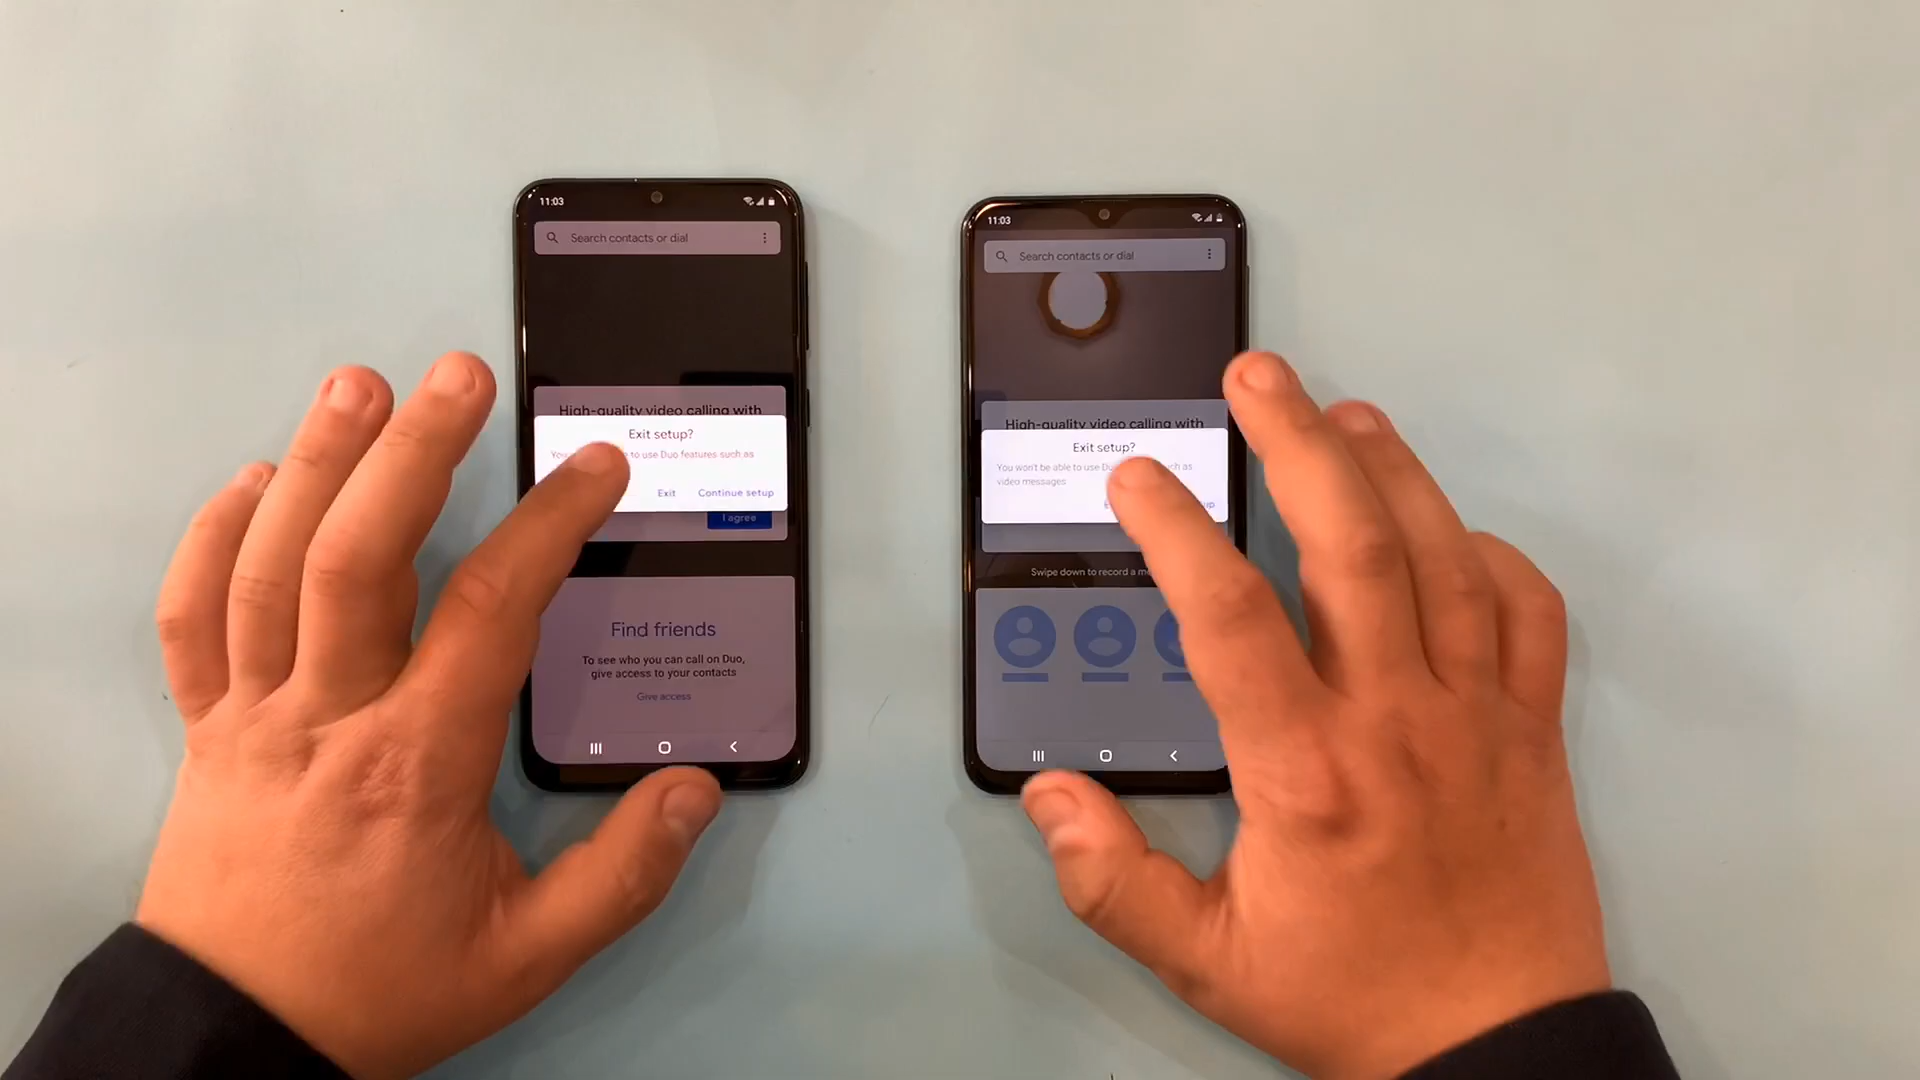 11:03
Search contacts or dial
High-quality video calling with
Exit setup?
to use Duo features such as
Exit Continue setup
I agree
Find friends
To see who you can call on Duo,
give access to your contacts
Give access
11:03
Search contacts or dial
High-quality video calling with
Exit setup?
You won't be able to use such as
video messages
Swipe down to record a